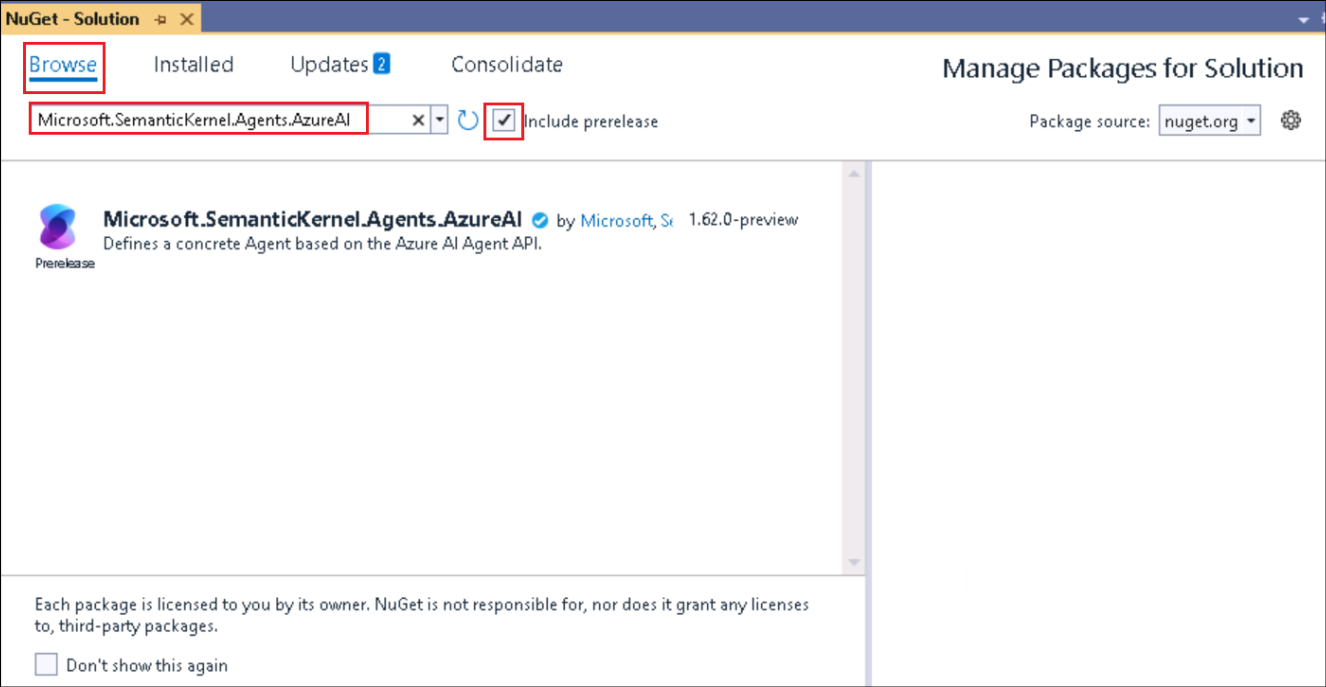 NuGet - Solution
Browse Installed Updates 2 Consolidate
Manage Packages for Solution
Microsoft.SemanticKernel.Agents.AzureAI
Include prerelease
Package source: nuget.org
Microsoft.SemanticKernel.Agents.AzureAI by Microsoft, Se 1.62.0-preview
Defines a concrete Agent based on the Azure AI Agent API.
Prerelease
Each package is licensed to you by its owner. NuGet is not responsible for, nor does it grant any licenses
to, third-party packages.
Don't show this again